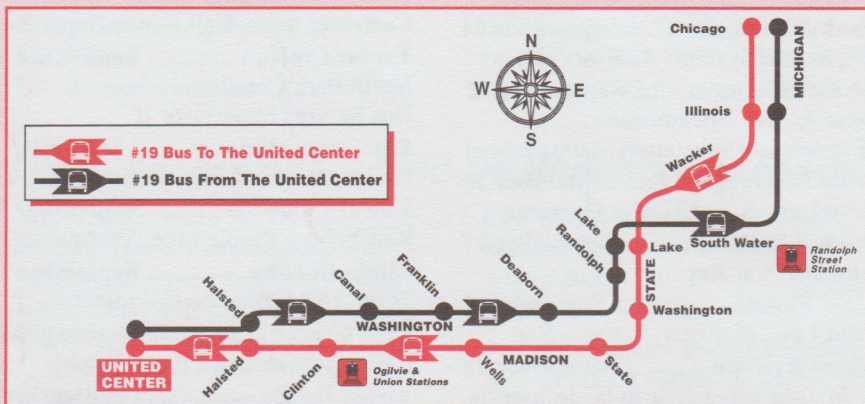 Chicago
MICHIGAN
N
W
E
S
Illinois
#19 Bus To The United Center
#19 Bus From The United Center
Wacker
Lake
Randolph
Lake
South Water
Randolph
Street
Station
STATE
Halsted
Canal
Franklin
Deaborn
WASHINGTON
Washington
UNITED
CENTER
Halsted
Clinton
Ogilvie &
Union Stations
Wells
MADISON
State